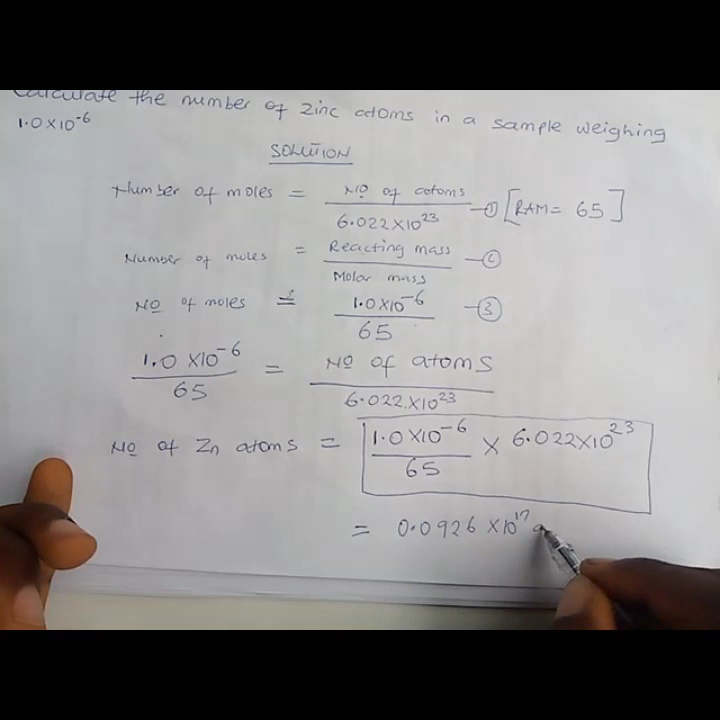 Calculate the number of zinc atoms in a sample weighing
1.0×10⁻⁶
SOLUTION
Number of moles = No of atoms / 6.022×10²³ —① [RAM = 65]
Number of moles = Reacting mass / Molar mass —②
No of moles = 1.0×10⁻⁶ / 65 —③
1.0×10⁻⁶ / 65 = No of atoms / 6.022×10²³
No of Zn atoms = 1.0×10⁻⁶ / 65 × 6.022×10²³
= 0.0926×10¹⁷